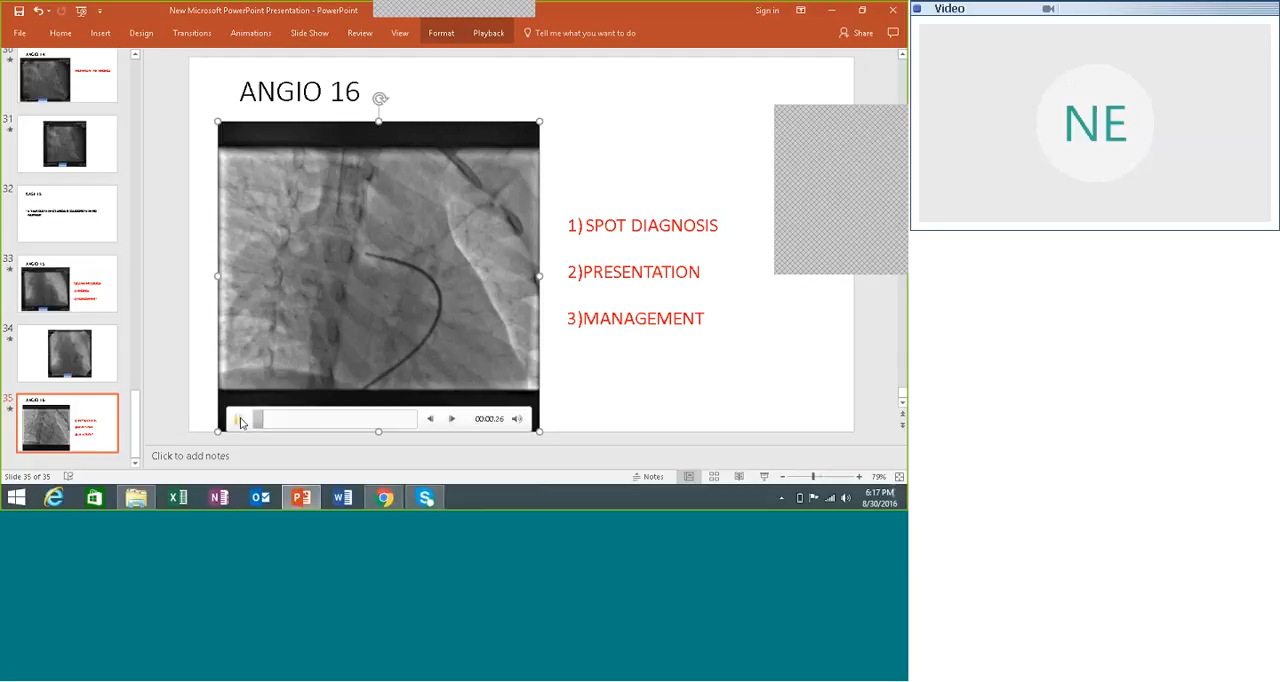 New Microsoft PowerPoint Presentation - PowerPoint
Sign in
File Home Insert Design Transitions Animations Slide Show Review View Format Playback Tell me what you want to do
Share
31
32
33
34
35
ANGIO 16
1) SPOT DIAGNOSIS
2)PRESENTATION
3)MANAGEMENT
00:00.26
Click to add notes
Slide 35 of 35
Notes
79%
6:17 PM
8/30/2016
Video
NE